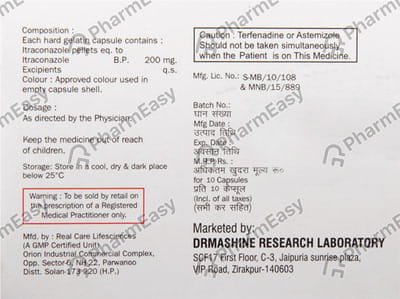 Composition :
Each hard gelatin capsule contains :
Itraconazole pellets eq. to
Itraconazole B.P. 200 mg.
Excipients q.s.
Colour : Approved colour used in
empty capsule shell.
Dosage :
As directed by the Physician.
Keep the medicine out of reach
of children.
Storage: Store in a cool, dry & dark place
below 25°C
Warning : To be sold by retail on
the prescription of a Registered
Medical Practitioner only.
Mfd. by : Real Care Lifesciences
(A GMP Certified Unit)
Orion Industrial Commercial Complex,
Opp. Sector-6, NH 22, Parwanoo
Distt. Solan-173 220 (H.P.)
Caution : Terfenadine or Astemizole
Should not be taken simultaneously
when the Patient is on This Medicine.
Mfg. Lic. No.: S-MB/10/108
& MNB/15/889
Batch No.:
घान संख्या
Mfg Date :
उत्पाद तिथि
Exp. Date :
अवसान तिथि
M.R.P Rs. :
अधिकतम खुदरा मूल्य रू०
for 10 Capsules
प्रति 10 कैप्सूल
(Incl. of all taxes)
(सभी कर सहित)
Marketed by:
DRMASHINE RESEARCH LABORATORY
SCF17 First Floor, C-3, Jaipuria sunrise plaza,
VIP Road, Zirakpur-140603
PharmEasy